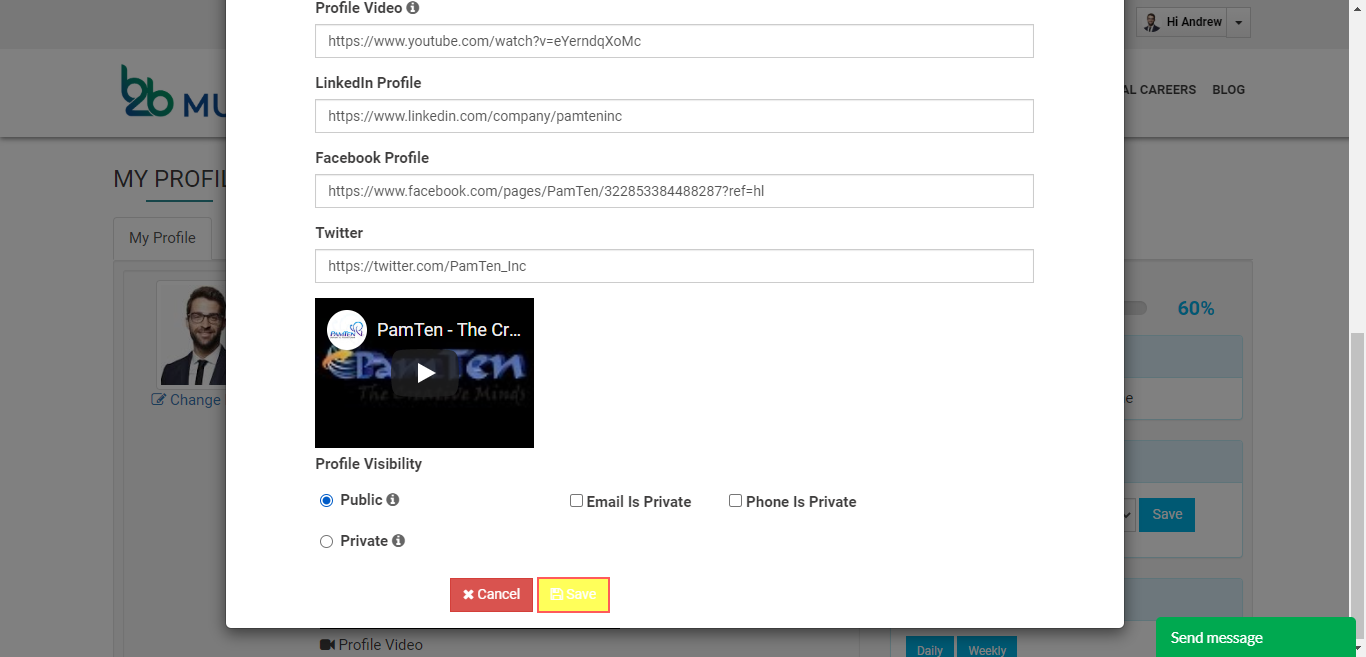 Profile Video
Hi Andrew
https://www.youtube.com/watch?v=eYerndqXoMc
LinkedIn Profile
b2b MU
AL CAREERS BLOG
https://www.linkedin.com/company/pamteninc
Facebook Profile
MY PROFIL
https://www.facebook.com/pages/PamTen/322853384488287?ref=hl
Twitter
My Profile
https://twitter.com/PamTen_Inc
60%
PAMTEN
PamTen - The Cr...
PamTen
The Creative Minds
Change
e
Profile Visibility
Public
Email Is Private
Phone Is Private
Save
Private
Cancel
Save
Profile Video
Daily
Weekly
Send message